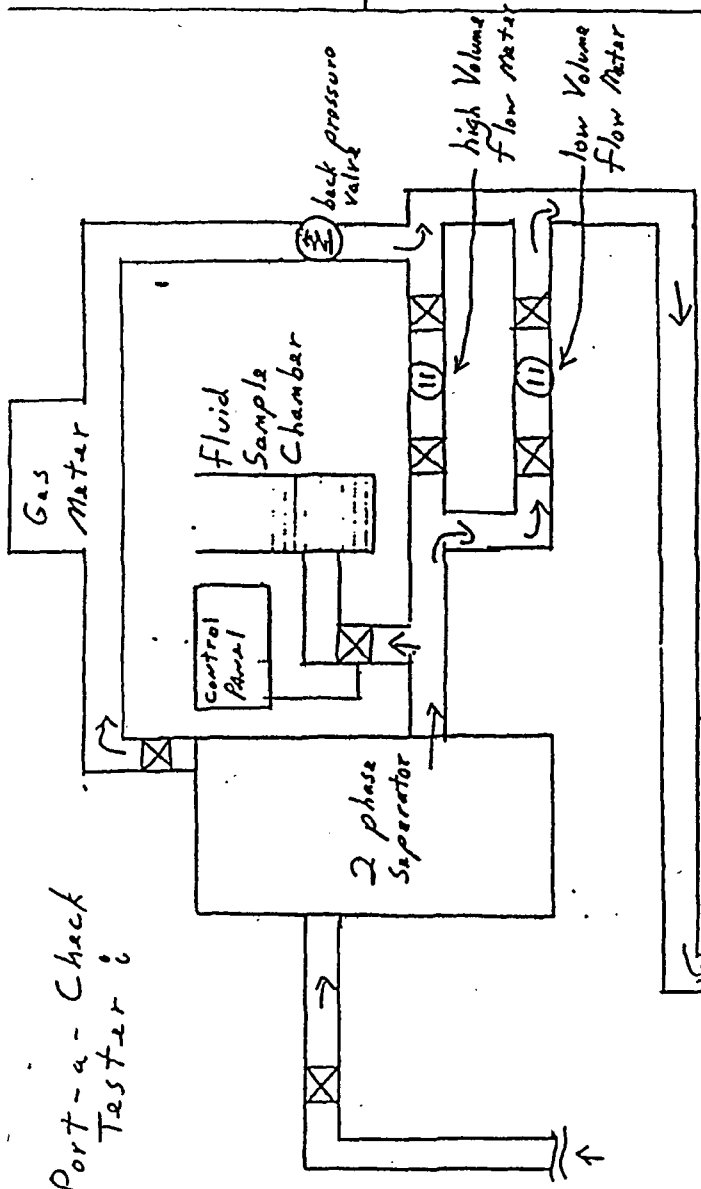 Port-a-Check
Tester:
Gas
Meter
back pressure
valve
Fluid
Sample
Chamber
control
Panel
high Volume
flow meter
2 phase
Separator
low Volume
flow Meter